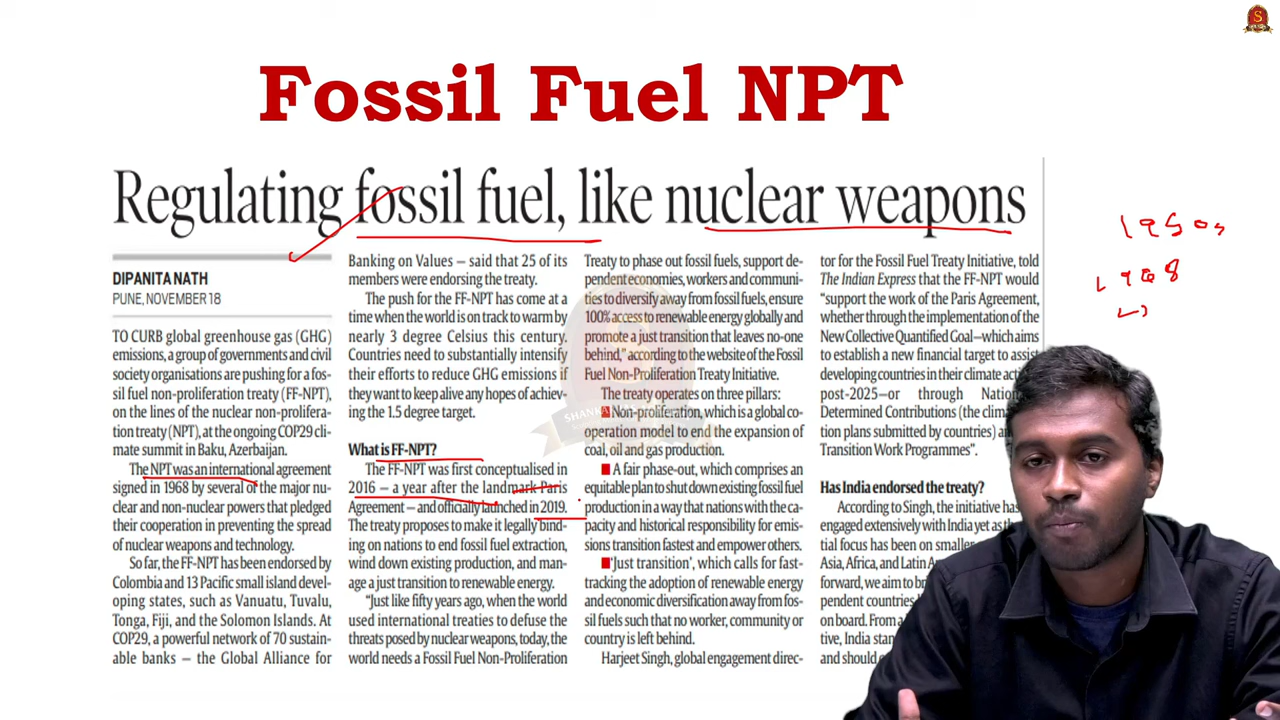 Fossil Fuel NPT
Regulating fossil fuel, like nuclear weapons
DIPANITA NATH
PUNE, NOVEMBER 18
TO CURB global greenhouse gas (GHG)
emissions, a group of governments and civil
society organisations are pushing for a fos-
sil fuel non-proliferation treaty (FF-NPT),
on the lines of the nuclear non-prolifera-
tion treaty (NPT), at the ongoing COP29 cli-
mate summit in Baku, Azerbaijan.
The NPT was an international agreement
signed in 1968 by several of the major nu-
clear and non-nuclear powers that pledged
their cooperation in preventing the spread
of nuclear weapons and technology.
So far, the FF-NPT has been endorsed by
Colombia and 13 Pacific small island devel-
oping states, such as Vanuatu, Tuvalu,
Tonga, Fiji, and the Solomon Islands. At
COP29, a powerful network of 70 sustain-
able banks — the Global Alliance for
Banking on Values — said that 25 of its
members were endorsing the treaty.
The push for the FF-NPT has come at a
time when the world is on track to warm by
nearly 3 degree Celsius this century.
Countries need to substantially intensify
their efforts to reduce GHG emissions if
they want to keep alive any hopes of achiev-
ing the 1.5 degree target.
What is FF-NPT?
The FF-NPT was first conceptualised in
2016 — a year after the landmark Paris
Agreement — and officially launched in 2019.
The treaty proposes to make it legally bind-
ing on nations to end fossil fuel extraction,
wind down existing production, and man-
age a just transition to renewable energy.
“Just like fifty years ago, when the world
used international treaties to defuse the
threats posed by nuclear weapons, today, the
world needs a Fossil Fuel Non-Proliferation
Treaty to phase out fossil fuels, support de-
pendent economies, workers and communi-
ties to diversify away from fossil fuels, ensure
100% access to renewable energy globally and
promote a just transition that leaves no-one
behind,” according to the website of the Fossil
Fuel Non-Proliferation Treaty Initiative.
The treaty operates on three pillars:
Non-proliferation, which is a global co-
operation model to end the expansion of
coal, oil and gas production.
A fair phase-out, which comprises an
equitable plan to shut down existing fossil fuel
production in a way that nations with the ca-
pacity and historical responsibility for emis-
sions transition fastest and empower others.
‘Just transition’, which calls for fast-
tracking the adoption of renewable energy
and economic diversification away from fos-
sil fuels such that no worker, community or
country is left behind.
Harjeet Singh, global engagement direc-
tor for the Fossil Fuel Treaty Initiative, told
The Indian Express that the FF-NPT would
“support the work of the Paris Agreement,
whether through the implementation of the
New Collective Quantified Goal—which aims
to establish a new financial target to assist
developing countries in their climate
post-2025—or through
Determined Contributions (the
plans submitted by countries)
Transition Work Programmes”.
Has India endorsed the treaty?
According to Singh, the initiative has
engaged extensively with India yet as
focus has been on smaller
Asia, Africa, and Latin
forward, we aim to
pendent countries
on board. From a
India
and should
1950s
1968